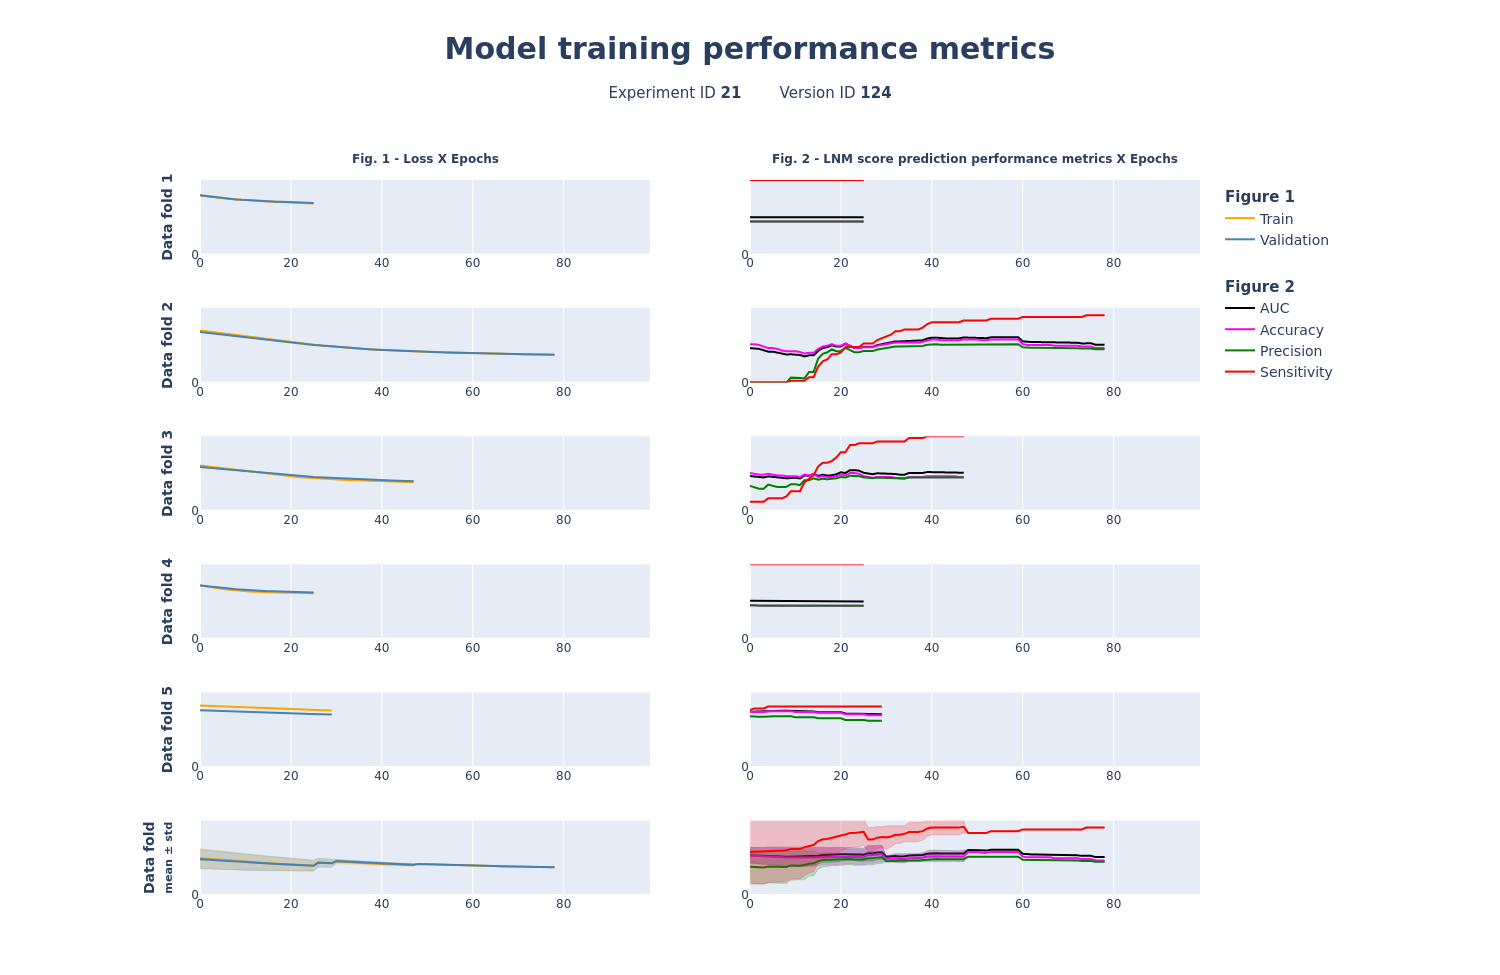 Model training performance metrics
Experiment ID 21 Version ID 124
Fig. 1 - Loss X Epochs
Fig. 2 - LNM score prediction performance metrics X Epochs
Data fold 1
0
0 20 40 60 80
0
0 20 40 60 80
Figure 1
Train
Validation
Figure 2
AUC
Accuracy
Precision
Sensitivity
Data fold 2
0
0 20 40 60 80
0
0 20 40 60 80
Data fold 3
0
0 20 40 60 80
0
0 20 40 60 80
Data fold 4
0
0 20 40 60 80
0
0 20 40 60 80
Data fold 5
0
0 20 40 60 80
0
0 20 40 60 80
Data fold
mean ± std
0
0 20 40 60 80
0
0 20 40 60 80